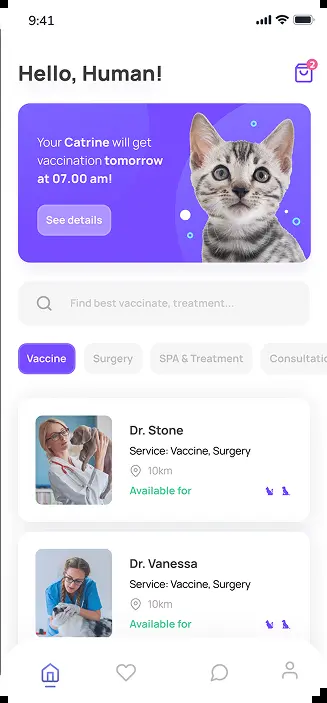 9:41
Hello, Human!
2
Your Catrine will get
vaccination tomorrow
at 07.00 am!
See details
Find best vaccinate, treatment...
Vaccine Surgery SPA & Treatment Consultatio
Dr. Stone
Service: Vaccine, Surgery
10km
Available for
Dr. Vanessa
Service: Vaccine, Surgery
10km
Available for